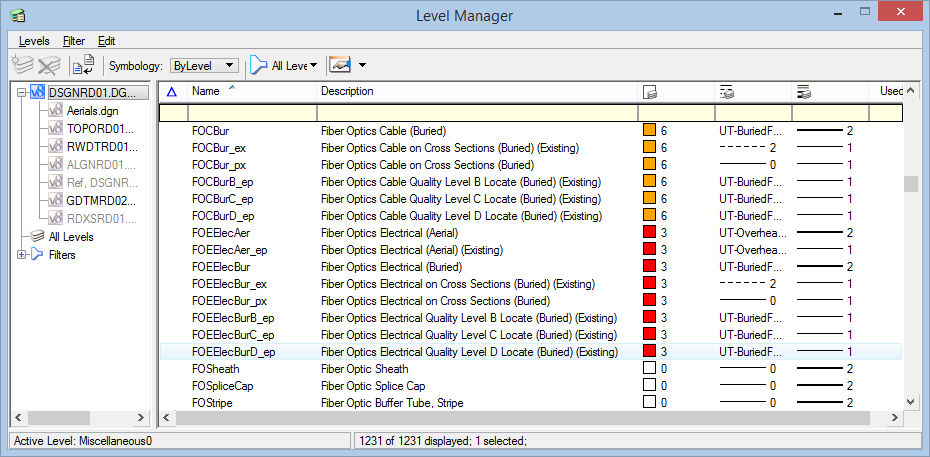 Level Manager
Levels Filter Edit
Symbology: ByLevel All Leve
DSGNRD01.DG... Name Description Used
Aerials.dgn
TOPORD01...
RWDTRD01...
ALGNRD01...
Ref, DSGNR...
GDTMRD02...
RDXSRD01...
All Levels
Filters
FOCBur Fiber Optics Cable (Buried) 6 UT-BuriedF... 2
FOCBur_ex Fiber Optics Cable on Cross Sections (Buried) (Existing) 6 2 1
FOCBur_px Fiber Optics Cable on Cross Sections (Buried) 6 0 1
FOCBurB_ep Fiber Optics Cable Quality Level B Locate (Buried) (Existing) 6 UT-BuriedF... 1
FOCBurC_ep Fiber Optics Cable Quality Level C Locate (Buried) (Existing) 6 UT-BuriedF... 1
FOCBurD_ep Fiber Optics Cable Quality Level D Locate (Buried) (Existing) 6 UT-BuriedF... 1
FOEElecAer Fiber Optics Electrical (Aerial) 3 UT-Overhea... 2
FOEElecAer_ep Fiber Optics Electrical (Aerial) (Existing) 3 UT-Overhea... 1
FOEElecBur Fiber Optics Electrical (Buried) 3 UT-BuriedF... 2
FOEElecBur_ex Fiber Optics Electrical on Cross Sections (Buried) (Existing) 3 2 1
FOEElecBur_px Fiber Optics Electrical on Cross Sections (Buried) 3 0 1
FOEElecBurB_ep Fiber Optics Electrical Quality Level B Locate (Buried) (Existing) 3 UT-BuriedF... 1
FOEElecBurC_ep Fiber Optics Electrical Quality Level C Locate (Buried) (Existing) 3 UT-BuriedF... 1
FOEElecBurD_ep Fiber Optics Electrical Quality Level D Locate (Buried) (Existing) 3 UT-BuriedF... 1
FOSheath Fiber Optic Sheath 0 0 2
FOSpliceCap Fiber Optic Splice Cap 0 0 2
FOStripe Fiber Optic Buffer Tube, Stripe 0 0 2
Active Level: Miscellaneous0 1231 of 1231 displayed; 1 selected;